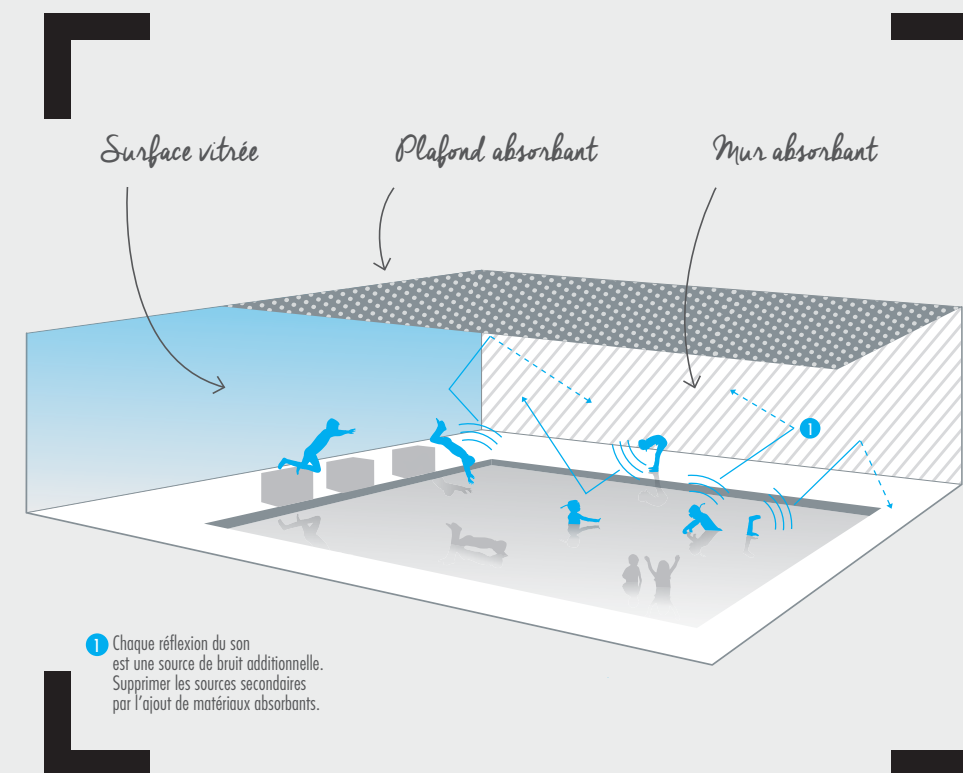 Surface vitrée
Plafond absorbant
Mur absorbant
1
1 Chaque réflexion du son
est une source de bruit additionnelle.
Supprimer les sources secondaires
par l'ajout de matériaux absorbants.